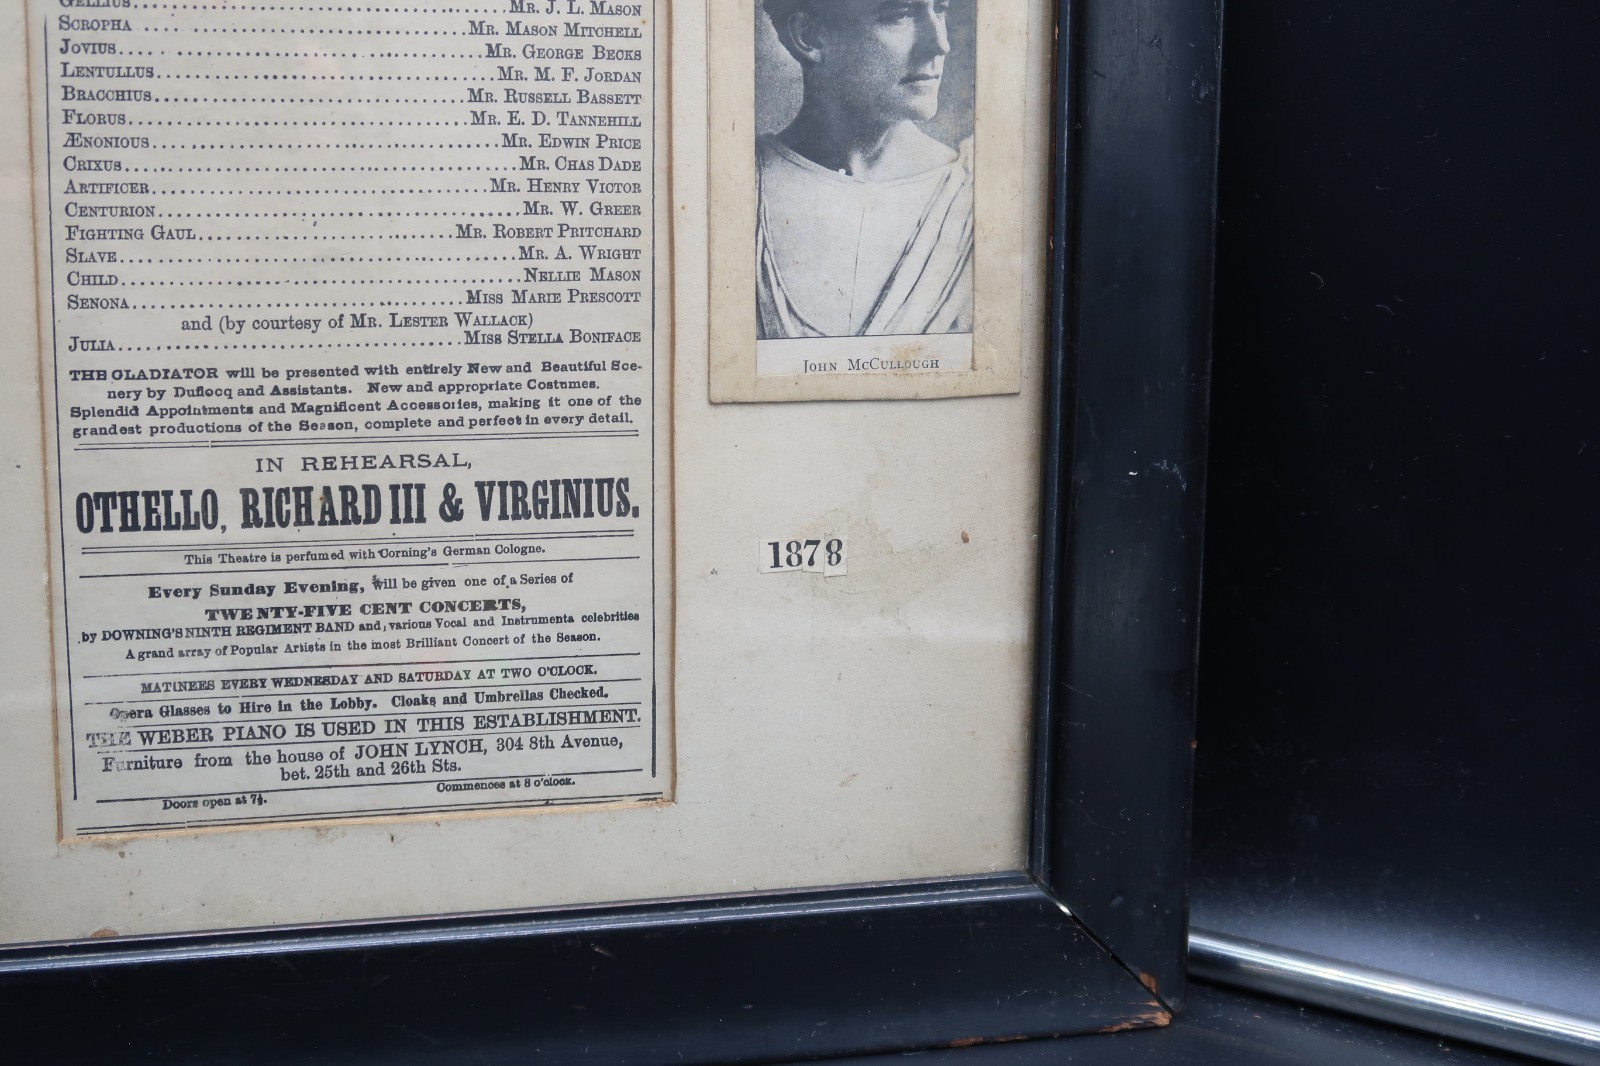 GELLIUS..........MR. J. L. MASON
SCROPHA..........MR. MASON MITCHELL
JOVIUS..........MR. GEORGE BECKS
LENTULLUS..........MR. M. F. JORDAN
BRACCHIUS..........MR. RUSSELL BASSETT
FLORUS..........MR. E. D. TANNEHILL
ÆNONIOUS..........MR. EDWIN PRICE
CRIXUS..........MR. CHAS DADE
ARTIFICER..........MR. HENRY VICTOR
CENTURION..........MR. W. GREER
FIGHTING GAUL..........MR. ROBERT PRITCHARD
SLAVE..........MR. A. WRIGHT
CHILD..........NELLIE MASON
SENONA..........MISS MARIE PRESCOTT
and (by courtesy of MR. LESTER WALLACK)
JULIA..........MISS STELLA BONIFACE
THE GLADIATOR will be presented with entirely New and Beautiful Sce-
nery by Duflocq and Assistants. New and appropriate Costumes.
Splendid Appointments and Magnificent Accessories, making it one of the
grandest productions of the Season, complete and perfect in every detail.
IN REHEARSAL,
OTHELLO, RICHARD III & VIRGINIUS.
This Theatre is perfumed with Corning's German Cologne.
Every Sunday Evening, will be given one of a Series of
TWENTY-FIVE CENT CONCERTS,
by DOWNING'S NINTH REGIMENT BAND and, various Vocal and Instrumenta celebrities
A grand array of Popular Artists in the most Brilliant Concert of the Season.
MATINEES EVERY WEDNESDAY AND SATURDAY AT TWO O'CLOCK.
Opera Glasses to Hire in the Lobby. Cloaks and Umbrellas Checked.
THE WEBER PIANO IS USED IN THIS ESTABLISHMENT.
Furniture from the house of JOHN LYNCH, 304 8th Avenue,
bet. 25th and 26th Sts.
Doors open at 7½. Commences at 8 o'clock.
JOHN MCCULLOUGH
1878